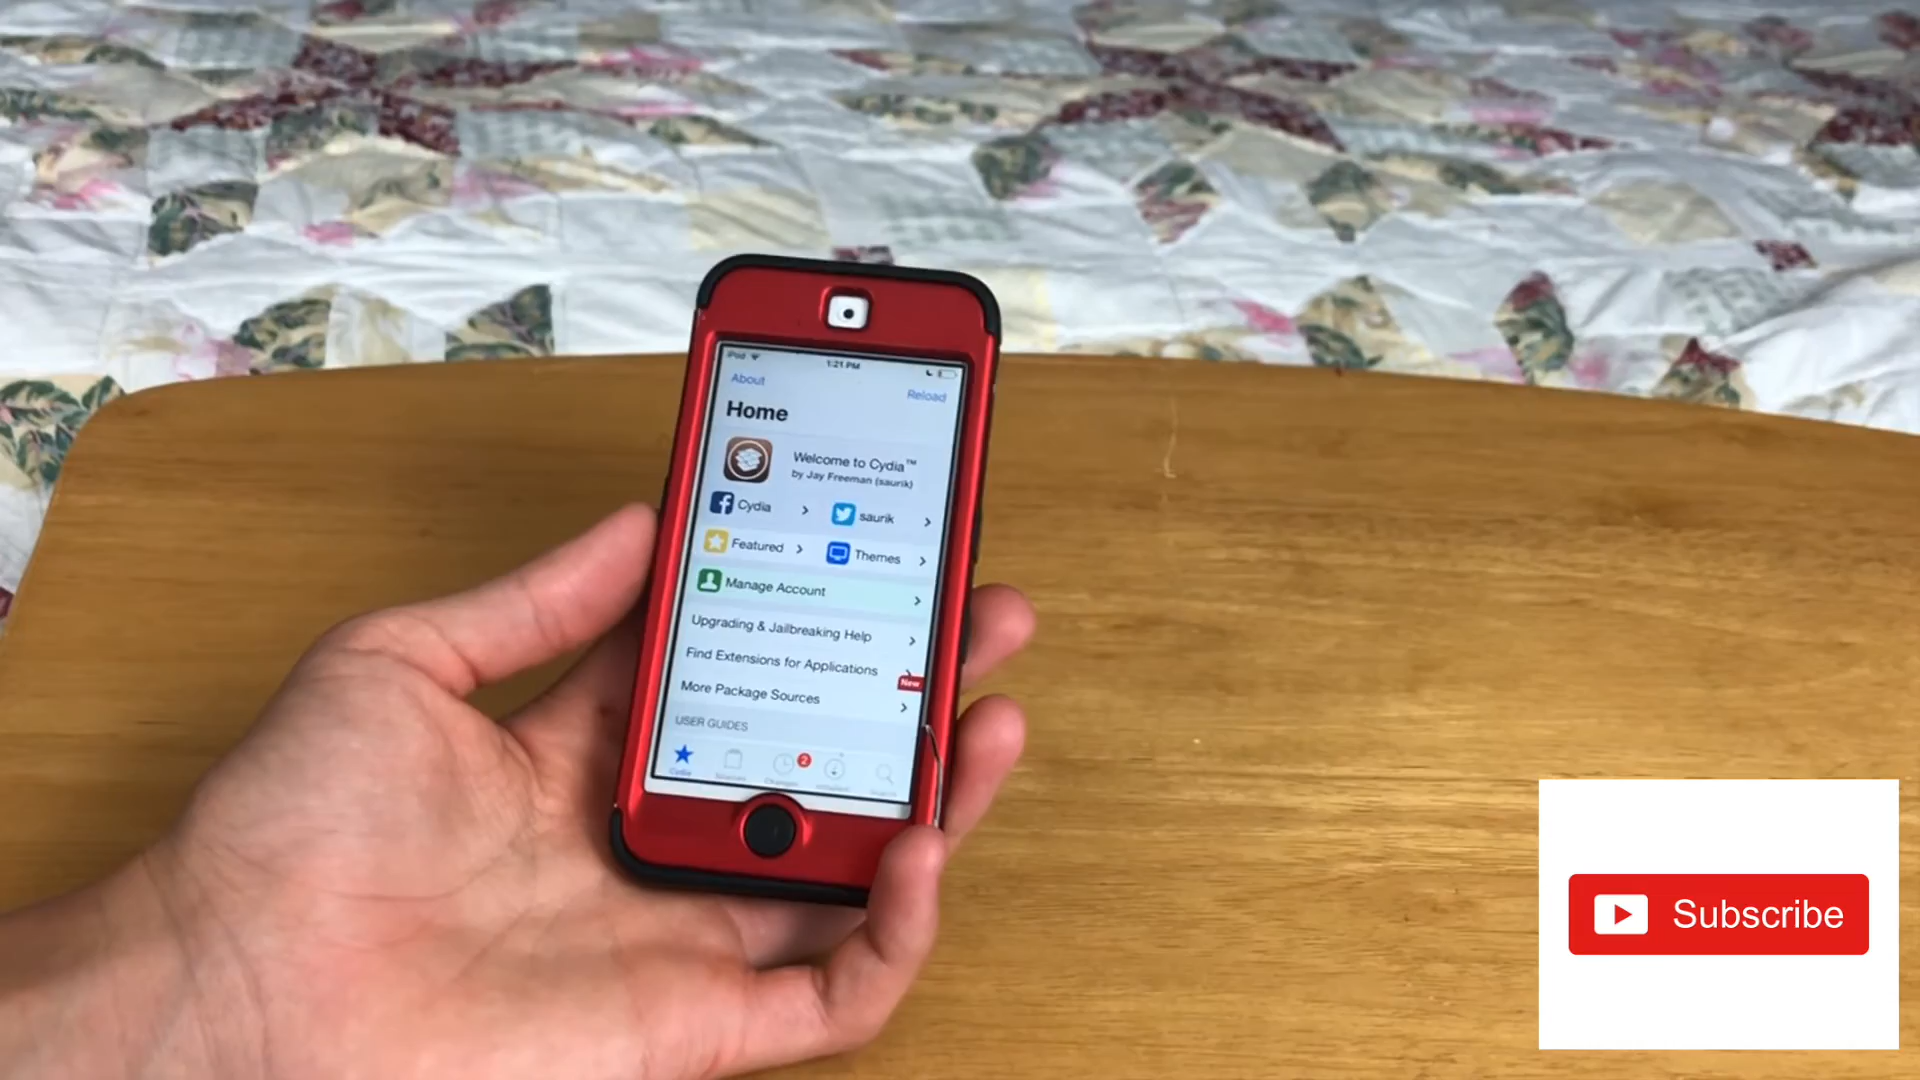 iPod
1:21 PM
About
Reload
Home
Welcome to Cydia™
by Jay Freeman (saurik)
Cydia
saurik
Featured
Themes
Manage Account
Upgrading & Jailbreaking Help
Find Extensions for Applications
New
More Package Sources
USER GUIDES
Cydia
2
Subscribe